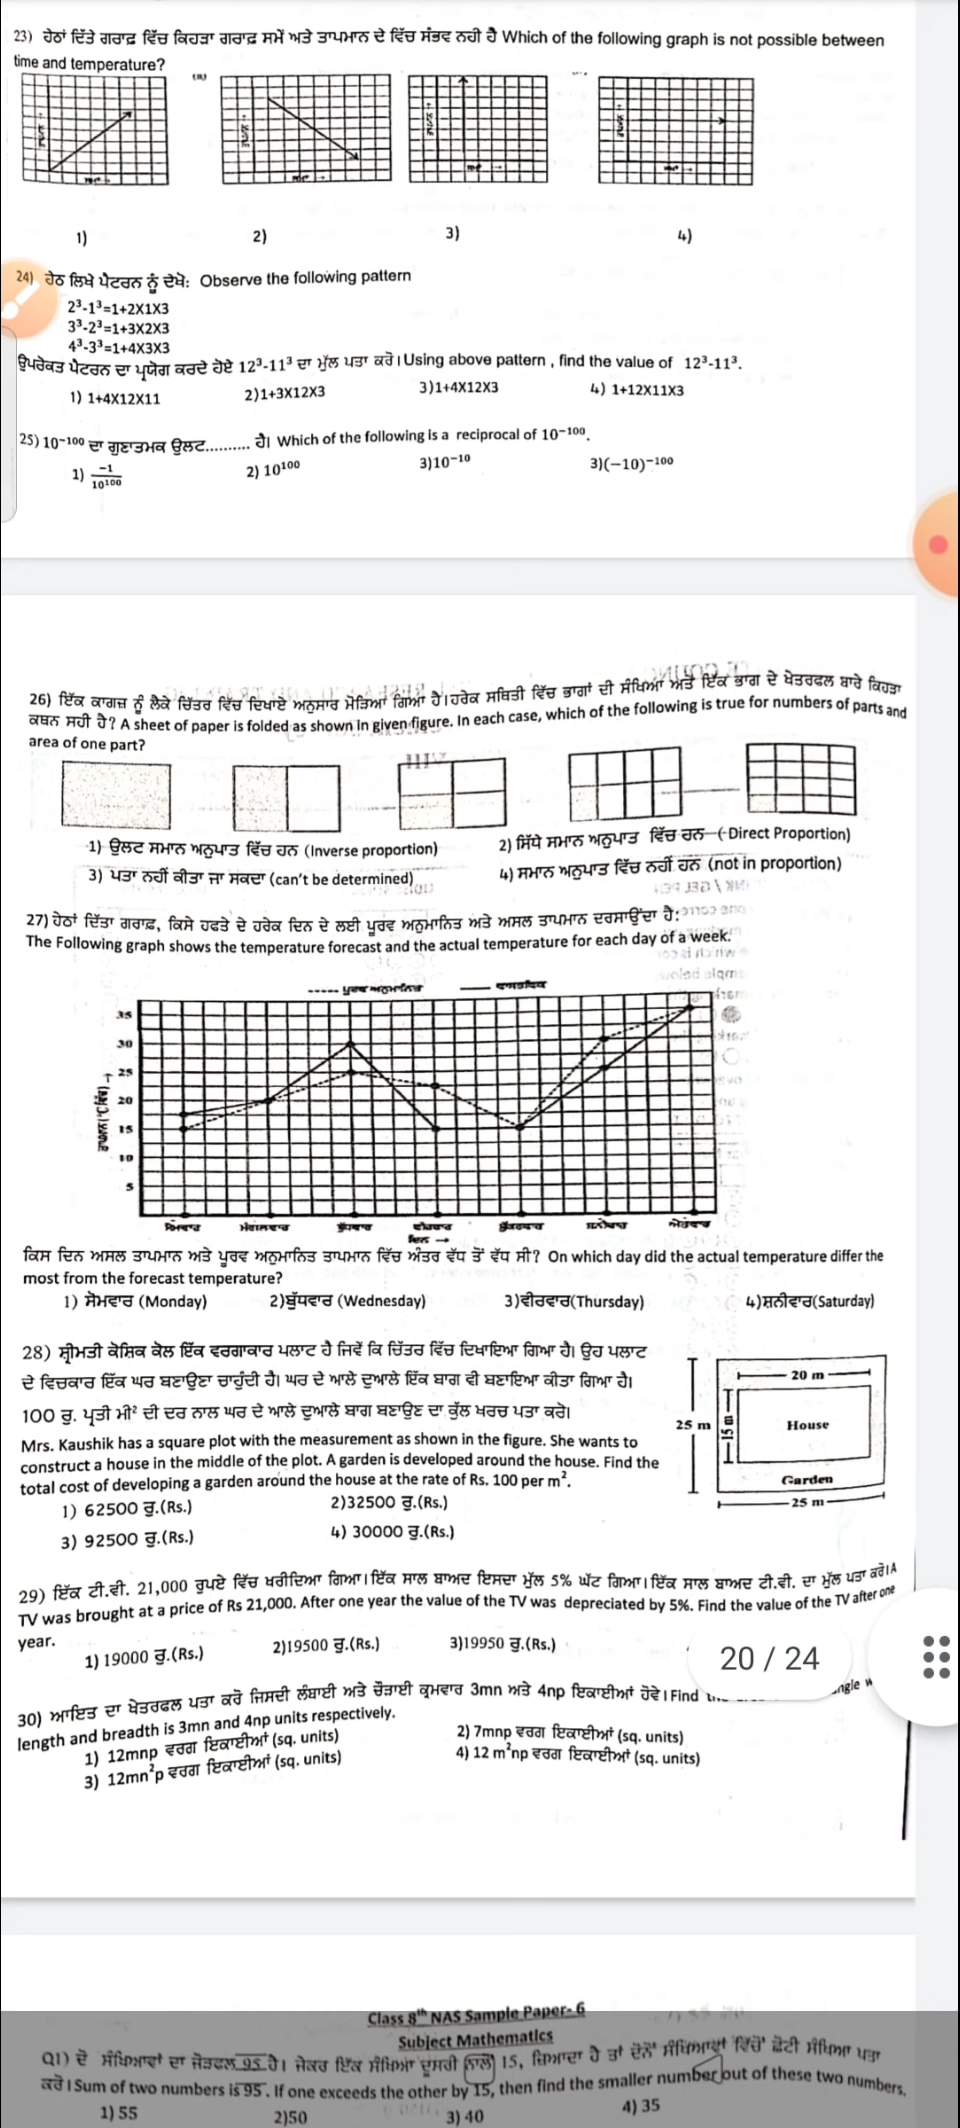 23) ਹੇਠਾਂ ਦਿੱਤੇ ਗਰਾਫ਼ ਵਿੱਚ ਕਿਹੜਾ ਗਰਾਫ਼ ਸਮੇਂ ਅਤੇ ਤਾਪਮਾਨ ਦੇ ਵਿੱਚ ਸੰਭਵ ਨਹੀ ਹੈ Which of the following graph is not possible between
time and temperature?
1) 2) 3) 4)
24) ਹੇਠ ਲਿਖੇ ਪੈਟਰਨ ਨੂੰ ਦੇਖੋ: Observe the following pattern
2³-1³=1+2X1X3
3³-2³=1+3X2X3
4³-3³=1+4X3X3
ਉਪਰੋਕਤ ਪੈਟਰਨ ਦਾ ਪ੍ਰਯੋਗ ਕਰਦੇ ਹੋਏ 12³-11³ ਦਾ ਮੁੱਲ ਪਤਾ ਕਰੋ।Using above pattern , find the value of 12³-11³.
1) 1+4X12X11 2)1+3X12X3 3)1+4X12X3 4) 1+12X11X3
25) 10⁻¹⁰⁰ ਦਾ ਗੁਣਾਤਮਕ ਉਲਟ.......... ਹੈ। Which of the following is a reciprocal of 10⁻¹⁰⁰.
1) −1/10¹⁰⁰ 2) 10¹⁰⁰ 3)10⁻¹⁰ 3)(−10)⁻¹⁰⁰
26) ਇੱਕ ਕਾਗਜ਼ ਨੂੰ ਲੈਕੇ ਚਿੱਤਰ ਵਿੱਚ ਦਿਖਾਏ ਅਨੁਸਾਰ ਮੋੜਿਆਂ ਗਿਆਂ ਹੈ।ਹਰੇਕ ਸਥਿਤੀ ਵਿੱਚ ਭਾਗਾਂ ਦੀ ਸੰਖਿਆਂ ਅਤੇ ਇੱਕ ਭਾਗ ਦੇ ਖੇਤਰਫਲ ਬਾਰੇ ਕਿਹੜਾ
ਕਥਨ ਸਹੀ ਹੈ? A sheet of paper is folded as shown in given figure. In each case, which of the following is true for numbers of parts and
area of one part?
1) ਉਲਟ ਸਮਾਨ ਅਨੁਪਾਤ ਵਿੱਚ ਹਨ (Inverse proportion) 2) ਸਿੱਧੇ ਸਮਾਨ ਅਨੁਪਾਤ ਵਿੱਚ ਹਨ (Direct Proportion)
3) ਪਤਾ ਨਹੀਂ ਕੀਤਾ ਜਾ ਸਕਦਾ (can't be determined) 4) ਸਮਾਨ ਅਨੁਪਾਤ ਵਿੱਚ ਨਹੀਂ ਹਨ (not in proportion)
27) ਹੇਠਾਂ ਦਿੱਤਾ ਗਰਾਫ਼, ਕਿਸੇ ਹਫਤੇ ਦੇ ਹਰੇਕ ਦਿਨ ਦੇ ਲਈ ਪੂਰਵ ਅਨੁਮਾਨਿਤ ਅਤੇ ਅਸਲ ਤਾਪਮਾਨ ਦਰਸਾਉਂਦਾ ਹੈ:
The Following graph shows the temperature forecast and the actual temperature for each day of a week.
ਪੂਰਵ ਅਨੁਮਾਨਿਤ ਵਾਸਤਵਿਕ
35
30
25
20
15
10
5
ਸੋਮਵਾਰ ਮੰਗਲਵਾਰ ਬੁੱਧਵਾਰ ਵੀਰਵਾਰ ਸ਼ੁੱਕਰਵਾਰ ਸ਼ਨੀਵਾਰ ਐਤਵਾਰ
ਦਿਨ →
ਕਿਸ ਦਿਨ ਅਸਲ ਤਾਪਮਾਨ ਅਤੇ ਪੂਰਵ ਅਨੁਮਾਨਿਤ ਤਾਪਮਾਨ ਵਿੱਚ ਅੰਤਰ ਵੱਧ ਤੋਂ ਵੱਧ ਸੀ? On which day did the actual temperature differ the
most from the forecast temperature?
1) ਸੋਮਵਾਰ (Monday) 2)ਬੁੱਧਵਾਰ (Wednesday) 3)ਵੀਰਵਾਰ(Thursday) 4)ਸ਼ਨੀਵਾਰ(Saturday)
28) ਸ਼੍ਰੀਮਤੀ ਕੋਸ਼ਿਕ ਕੋਲ ਇੱਕ ਵਰਗਾਕਾਰ ਪਲਾਟ ਹੈ ਜਿਵੇਂ ਕਿ ਚਿੱਤਰ ਵਿੱਚ ਦਿਖਾਇਆ ਗਿਆ ਹੈ। ਉਹ ਪਲਾਟ
ਦੇ ਵਿਚਕਾਰ ਇੱਕ ਘਰ ਬਣਾਉਣਾ ਚਾਹੁੰਦੀ ਹੈ। ਘਰ ਦੇ ਆਲੇ ਦੁਆਲੇ ਇੱਕ ਬਾਗ ਵੀ ਬਣਾਇਆ ਕੀਤਾ ਗਿਆ ਹੈ।
100 ਰੁ. ਪ੍ਰਤੀ ਮੀ² ਦੀ ਦਰ ਨਾਲ ਘਰ ਦੇ ਆਲੇ ਦੁਆਲੇ ਬਾਗ ਬਣਾਉਣ ਦਾ ਕੁੱਲ ਖਰਚ ਪਤਾ ਕਰੋ।
Mrs. Kaushik has a square plot with the measurement as shown in the figure. She wants to
construct a house in the middle of the plot. A garden is developed around the house. Find the
total cost of developing a garden around the house at the rate of Rs. 100 per m².
20 m
25 m
15 m
House
Garden
25 m
1) 62500 ਰੁ.(Rs.) 2)32500 ਰੁ.(Rs.)
3) 92500 ਰੁ.(Rs.) 4) 30000 ਰੁ.(Rs.)
29) ਇੱਕ ਟੀ.ਵੀ. 21,000 ਰੁਪਏ ਵਿੱਚ ਖਰੀਦਿਆ ਗਿਆ।ਇੱਕ ਸਾਲ ਬਾਅਦ ਇਸਦਾ ਮੁੱਲ 5% ਘੱਟ ਗਿਆ।ਇੱਕ ਸਾਲ ਬਾਅਦ ਟੀ.ਵੀ. ਦਾ ਮੁੱਲ ਪਤਾ ਕਰੋ।A
TV was brought at a price of Rs 21,000. After one year the value of the TV was depreciated by 5%. Find the value of the TV after one
year.
1) 19000 ਰੁ.(Rs.) 2)19500 ਰੁ.(Rs.) 3)19950 ਰੁ.(Rs.)
20 / 24
30) ਆਇਤ ਦਾ ਖੇਤਰਫਲ ਪਤਾ ਕਰੋ ਜਿਸਦੀ ਲੰਬਾਈ ਅਤੇ ਚੌੜਾਈ ਕ੍ਰਮਵਾਰ 3mn ਅਤੇ 4np ਇਕਾਈਆਂ ਹੋਵੇ।Find
length and breadth is 3mn and 4np units respectively.
1) 12mnp ਵਰਗ ਇਕਾਈਆਂ (sq. units) 2) 7mnp ਵਰਗ ਇਕਾਈਆਂ (sq. units)
3) 12mn²p ਵਰਗ ਇਕਾਈਆਂ (sq. units) 4) 12 m²np ਵਰਗ ਇਕਾਈਆਂ (sq. units)
Class 8th NAS Sample Paper- 6
Subject Mathematics
Q1) ਦੋ ਸੰਖਿਆਵਾਂ ਦਾ ਜੋੜਫਲ 95 ਹੈ। ਜੇਕਰ ਇੱਕ ਸੰਖਿਆਂ ਦੂਸਰੀ ਨਾਲੋਂ 15, ਜ਼ਿਆਦਾ ਹੈ ਤਾਂ ਦੋਨੋਂ ਸੰਖਿਆਵਾਂ ਵਿੱਚੋਂ ਛੋਟੀ ਸੰਖਿਆ ਪਤਾ
ਕਰੋ।Sum of two numbers is 95. If one exceeds the other by 15, then find the smaller number out of these two numbers.
1) 55 2)50 3) 40 4) 35